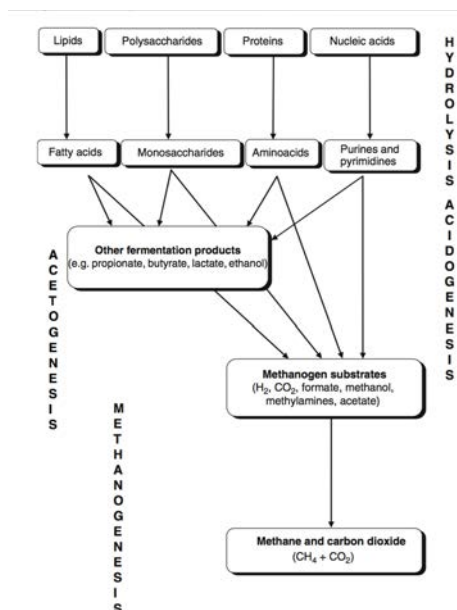 Lipids
Polysaccharides
Proteins
Nucleic acids
Fatty acids
Monosaccharides
Aminoacids
Purines and
pyrimidines
Other fermentation products
(e.g. propionate, butyrate, lactate, ethanol)
Methanogen substrates
(H₂, CO₂, formate, methanol,
methylamines, acetate)
Methane and carbon dioxide
(CH₄ + CO₂)
HYDROLYSIS ACIDOGENESIS
ACETOGENESIS
METHANOGENESIS